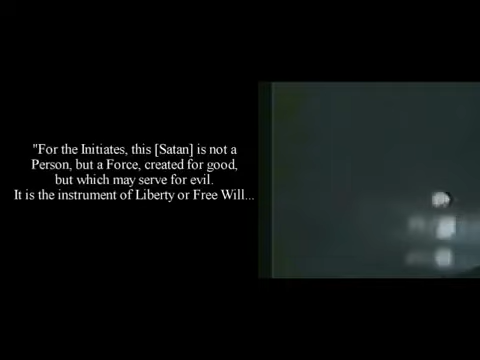 "For the Initiates, this [Satan] is not a
Person, but a Force, created for good,
but which may serve for evil.
It is the instrument of Liberty or Free Will...